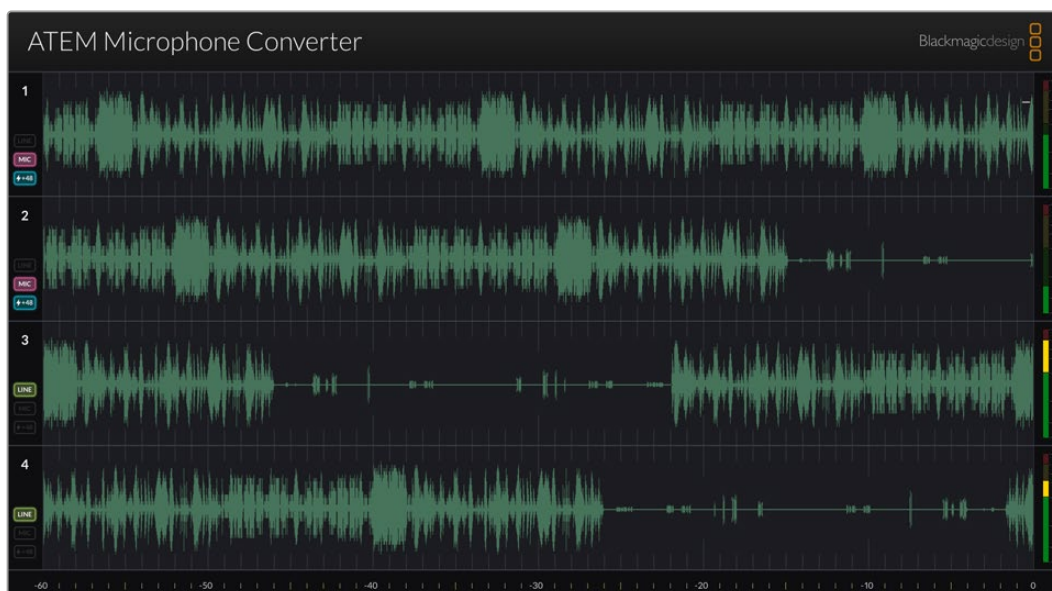 ATEM Microphone Converter
Blackmagicdesign
1
LINE
MIC
+48
2
LINE
MIC
+48
3
LINE
MIC
+48
4
LINE
MIC
+48
-60 -50 -40 -30 -20 -10 0